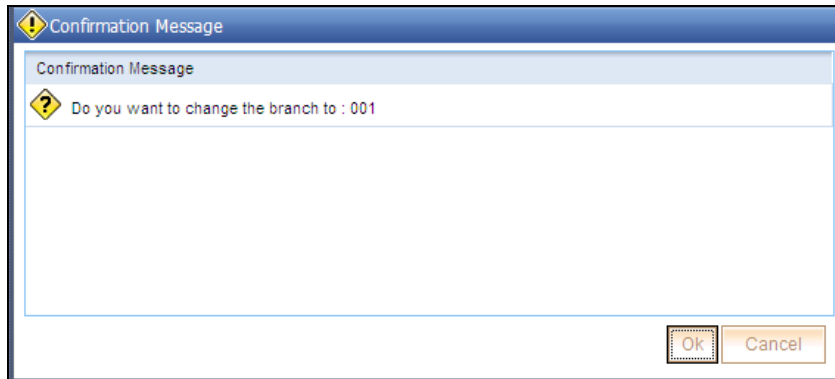 Confirmation Message
Confirmation Message
Do you want to change the branch to : 001
Ok Cancel